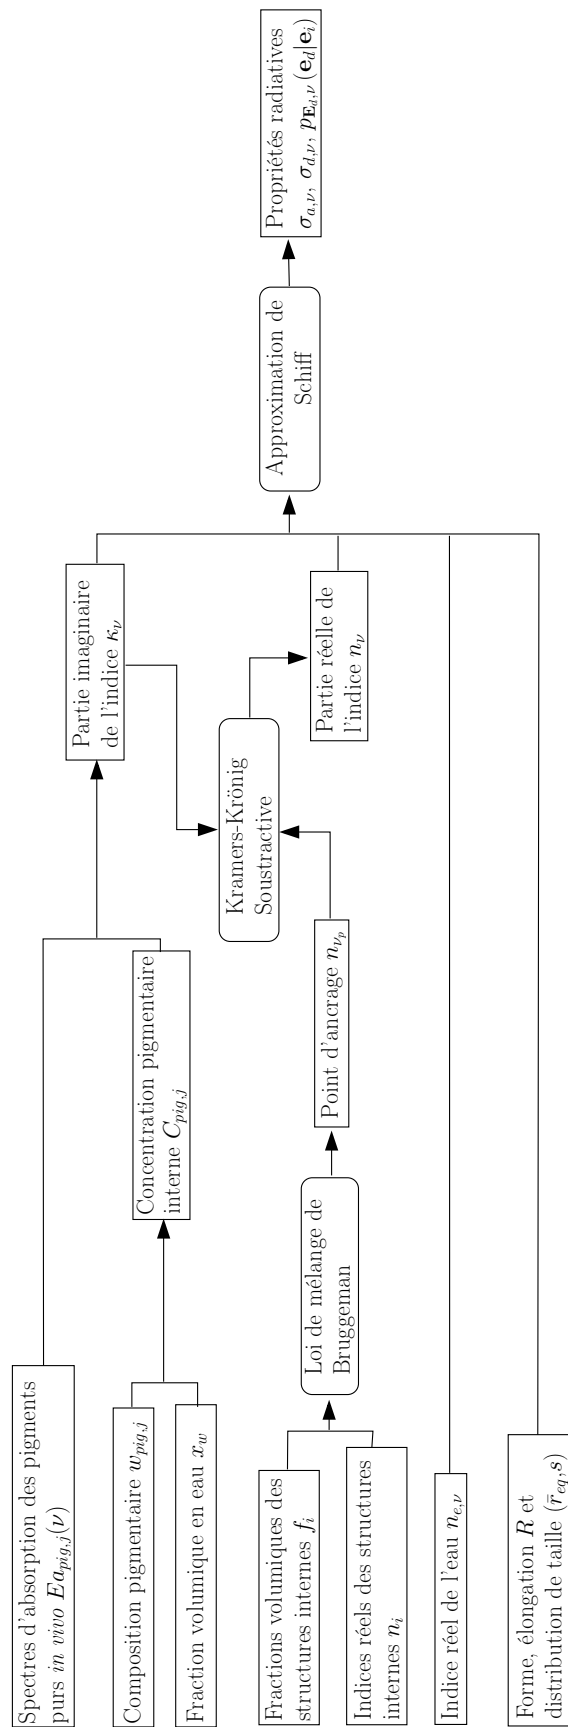 Spectres d'absorption des pigments
purs in vivo Ea_{pig,j}(ν)
Composition pigmentaire w_{pig,j}
Fraction volumique en eau x_w
Fractions volumiques des
structures internes f_i
Indices réels des structures
internes n_i
Indice réel de l'eau n_{e,ν}
Forme, élongation R et
distribution de taille (r̄_{eq},s)
Concentration pigmentaire
interne C_{pig,j}
Loi de mélange de
Bruggeman
Point d'ancrage n_{ν_p}
Partie imaginaire
de l'indice κ_ν
Kramers-Krönig
Soustractive
Partie réelle de
l'indice n_ν
Approximation de
Schiff
Propriétés radiatives
σ_{a,ν}, σ_{d,ν}, p_{E_d,ν}(e_d|e_i)